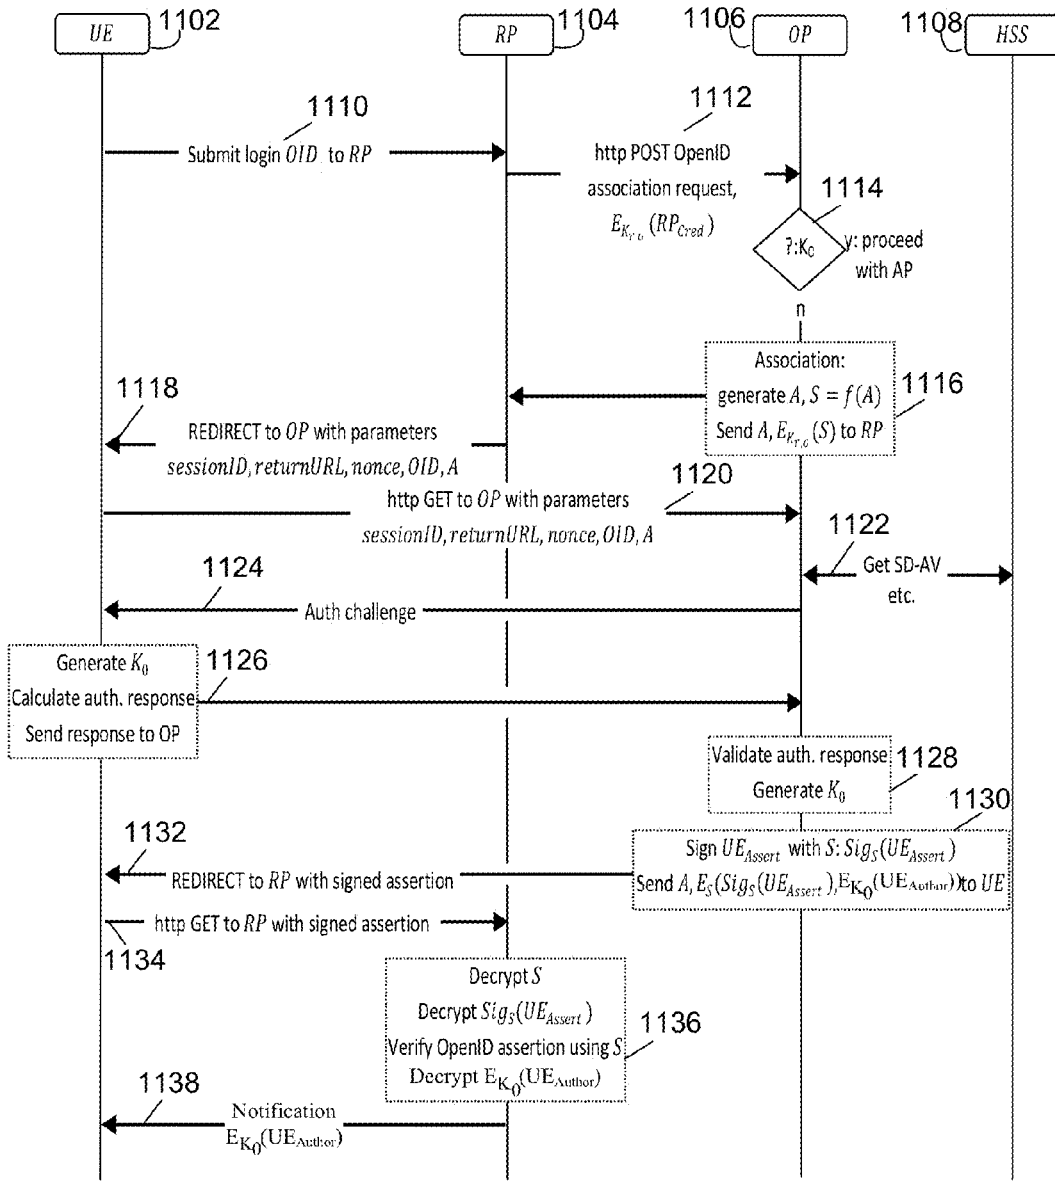 UE 1102
RP 1104
1106 OP
1108 HSS
1110
Submit login OID to RP
1112
http POST OpenID
association request,
E_{K_{r,o}}(RP_{Cred})
1114
?:K_0
y: proceed
with AP
n
Association:
generate A, S = f(A)
Send A, E_{K_{r,o}}(S) to RP
1116
1118
REDIRECT to OP with parameters
sessionID, returnURL, nonce, OID, A
1120
http GET to OP with parameters
sessionID, returnURL, nonce, OID, A
1122
Get SD-AV
etc.
1124
Auth challenge
Generate K_0
Calculate auth. response
Send response to OP
1126
Validate auth. response
Generate K_0
1128
1130
Sign UE_{Assert} with S: Sig_S(UE_{Assert})
Send A, E_S(Sig_S(UE_{Assert}), E_{K_0}(UE_{Author})) to UE
1132
REDIRECT to RP with signed assertion
http GET to RP with signed assertion
1134
Decrypt S
Decrypt Sig_S(UE_{Assert})
Verify OpenID assertion using S
Decrypt E_{K_0}(UE_{Author})
1136
1138
Notification
E_{K_0}(UE_{Author})